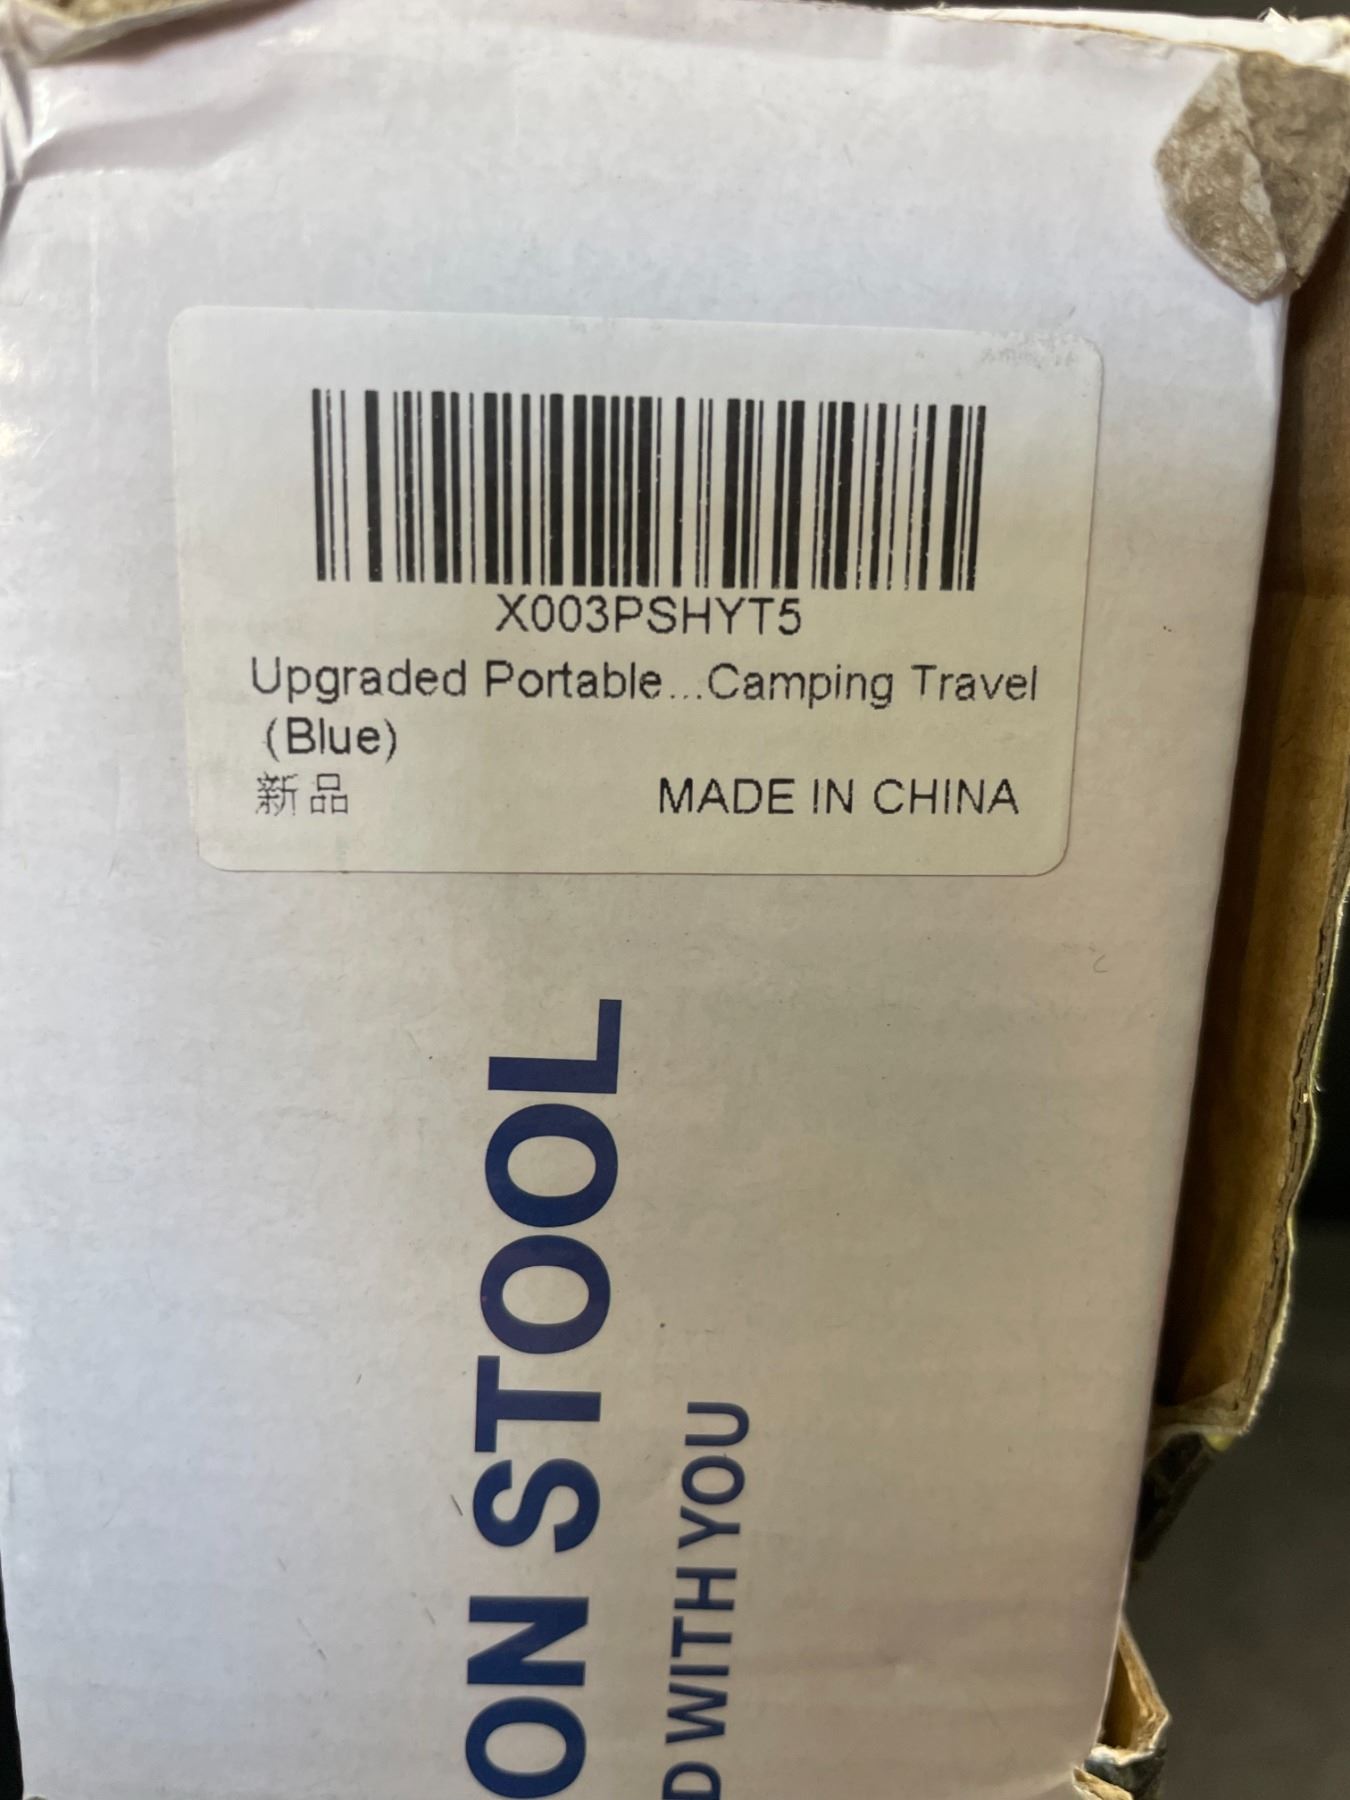 X003PSHYT5
Upgraded Portable...Camping Travel
(Blue)
新品 MADE IN CHINA
ON STOOL
D WITH YOU